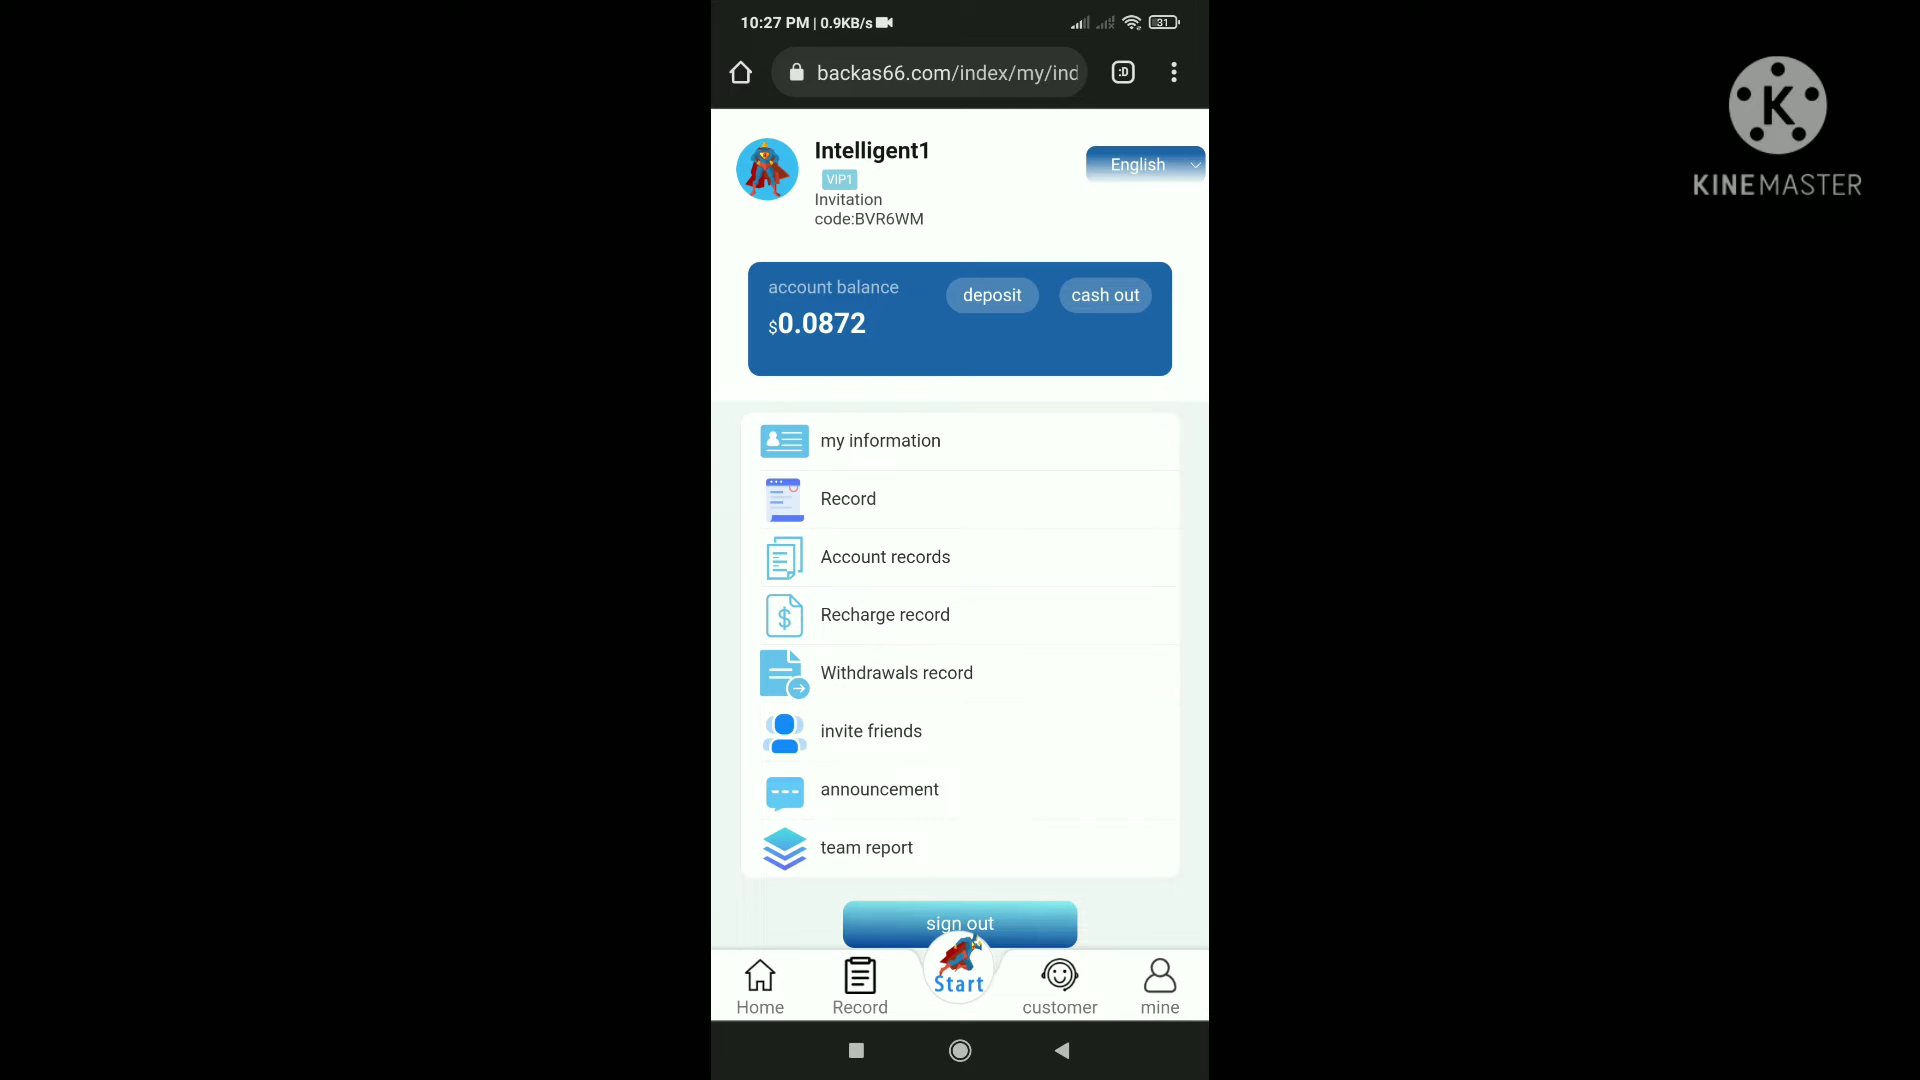 10:27 PM | 0.9KB/s
31
backas66.com/index/my/ind
:D
K
KINEMASTER
Intelligent1
English
VIP1
Invitation
code:BVR6WM
account balance
deposit
cash out
$0.0872
my information
Record
Account records
$
Recharge record
Withdrawals record
invite friends
announcement
team report
sign out
Start
Home
Record
customer
mine